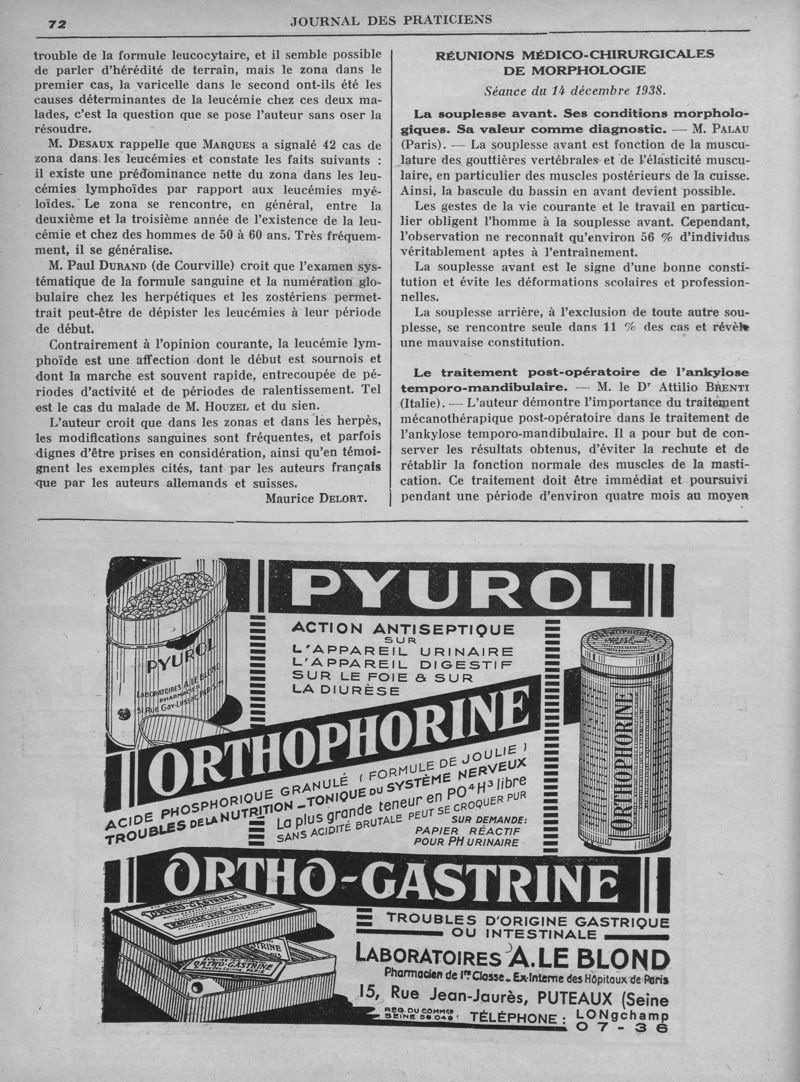 72
JOURNAL DES PRATICIENS
trouble de la formule leucocytaire, et il semble possible
de parler d'hérédité de terrain, mais le zona dans le
premier cas, la varicelle dans le second ont-ils été les
causes déterminantes de la leucémie chez ces deux ma-
lades, c'est la question que se pose l'auteur sans oser la
résoudre.
M. DESAUX rappelle que MARQUES a signalé 42 cas de
zona dans les leucémies et constate les faits suivants :
il existe une prédominance nette du zona dans les leu-
cémies lymphoïdes par rapport aux leucémies myé-
loïdes. Le zona se rencontre, en général, entre la
deuxième et la troisième année de l'existence de la leu-
cémie et chez des hommes de 50 à 60 ans. Très fréquem-
ment, il se généralise.
M. Paul DURAND (de Courville) croit que l'examen sys-
tématique de la formule sanguine et la numération glo-
bulaire chez les herpétiques et les zostériens permet-
trait peut-être de dépister les leucémies à leur période
de début.
Contrairement à l'opinion courante, la leucémie lym-
phoïde est une affection dont le début est sournois et
dont la marche est souvent rapide, entrecoupée de pé-
riodes d'activité et de périodes de ralentissement. Tel
est le cas du malade de M. HOUZEL et du sien.
L'auteur croit que dans les zonas et dans les herpès,
les modifications sanguines sont fréquentes, et parfois
dignes d'être prises en considération, ainsi qu'en témoi-
gnent les exemples cités, tant par les auteurs français
que par les auteurs allemands et suisses.
Maurice DELORT.
RÉUNIONS MÉDICO-CHIRURGICALES
DE MORPHOLOGIE
Séance du 14 décembre 1938.
La souplesse avant. Ses conditions morpholo-
giques. Sa valeur comme diagnostic. — M. PALAU
(Paris). — La souplesse avant est fonction de la muscu-
lature des gouttières vertébrales et de l'élasticité muscu-
laire, en particulier des muscles postérieurs de la cuisse.
Ainsi, la bascule du bassin en avant devient possible.
Les gestes de la vie courante et le travail en particu-
lier obligent l'homme à la souplesse avant. Cependant,
l'observation ne reconnaît qu'environ 56 % d'individus
véritablement aptes à l'entraînement.
La souplesse avant est le signe d'une bonne consti-
tution et évite les déformations scolaires et profession-
nelles.
La souplesse arrière, à l'exclusion de toute autre sou-
plesse, se rencontre seule dans 11 % des cas et révèle
une mauvaise constitution.
Le traitement post-opératoire de l'ankylose
temporo-mandibulaire. — M. le Dr Attilio BRENTI
(Italie). — L'auteur démontre l'importance du traitement
mécanothérapique post-opératoire dans le traitement de
l'ankylose temporo-mandibulaire. Il a pour but de con-
server les résultats obtenus, d'éviter la rechute et de
rétablir la fonction normale des muscles de la masti-
cation. Ce traitement doit être immédiat et poursuivi
pendant une période d'environ quatre mois au moyen
PYUROL
PYUROL
LABORATOIRES A. LE BLOND
PHARMACIEN
51 Rue Gay-Lussac PARIS
ACTION ANTISEPTIQUE
SUR
L'APPAREIL URINAIRE
L'APPAREIL DIGESTIF
SUR LE FOIE & SUR
LA DIURÈSE
ORTHOPHORINE
ORTHOPHORINE
ORTHOPHORINE
ACIDE PHOSPHORIQUE GRANULÉ (FORMULE DE JOULIE)
TROUBLES DE LA NUTRITION - TONIQUE DU SYSTÈME NERVEUX
La plus grande teneur en PO4H3 libre
SANS ACIDITÉ BRUTALE PEUT SE CROQUER PUR
SUR DEMANDE:
PAPIER RÉACTIF
POUR PH URINAIRE
ORTHO-GASTRINE
ORTHO-GASTRINE
TROUBLES D'ORIGINE GASTRIQUE
OU INTESTINALE
LABORATOIRES A. LE BLOND
Pharmacien de 1re Classe - Ex-Interne des Hôpitaux de Paris
15, Rue Jean-Jaurès, PUTEAUX (Seine
REG. DU COMMce
SEINE 56 049
TÉLÉPHONE : LONgchamp
07-36